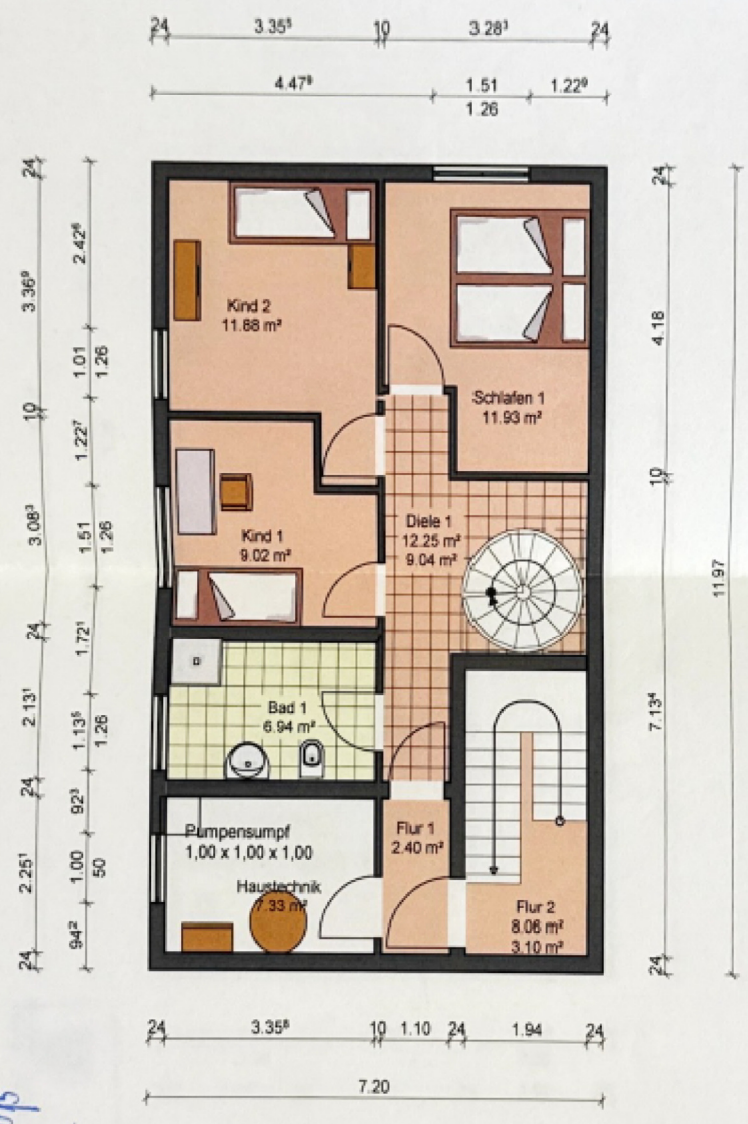 24 3.35⁵ 10 3.28³ 24
4.47⁹ 1.51 1.22⁹
1.26
24
3.36⁹
10
3.08³
24
2.13¹
24
2.25¹
24
2.42⁶
1.01
1.26
1.22⁷
1.51
1.26
1.72¹
1.13⁵
1.26
92³
1.00
50
94²
Kind 2
11.88 m²
Schlafen 1
11.93 m²
Kind 1
9.02 m²
Diele 1
12.25 m²
9.04 m²
Bad 1
6.94 m²
Pumpensumpf
1,00 x 1,00 x 1,00
Haustechnik
7.33 m²
Flur 1
2.40 m²
Flur 2
8.06 m²
3.10 m²
24
4.18
10
7.13⁴
24
11.97
24 3.35⁸ 10 1.10 24 1.94 24
7.20